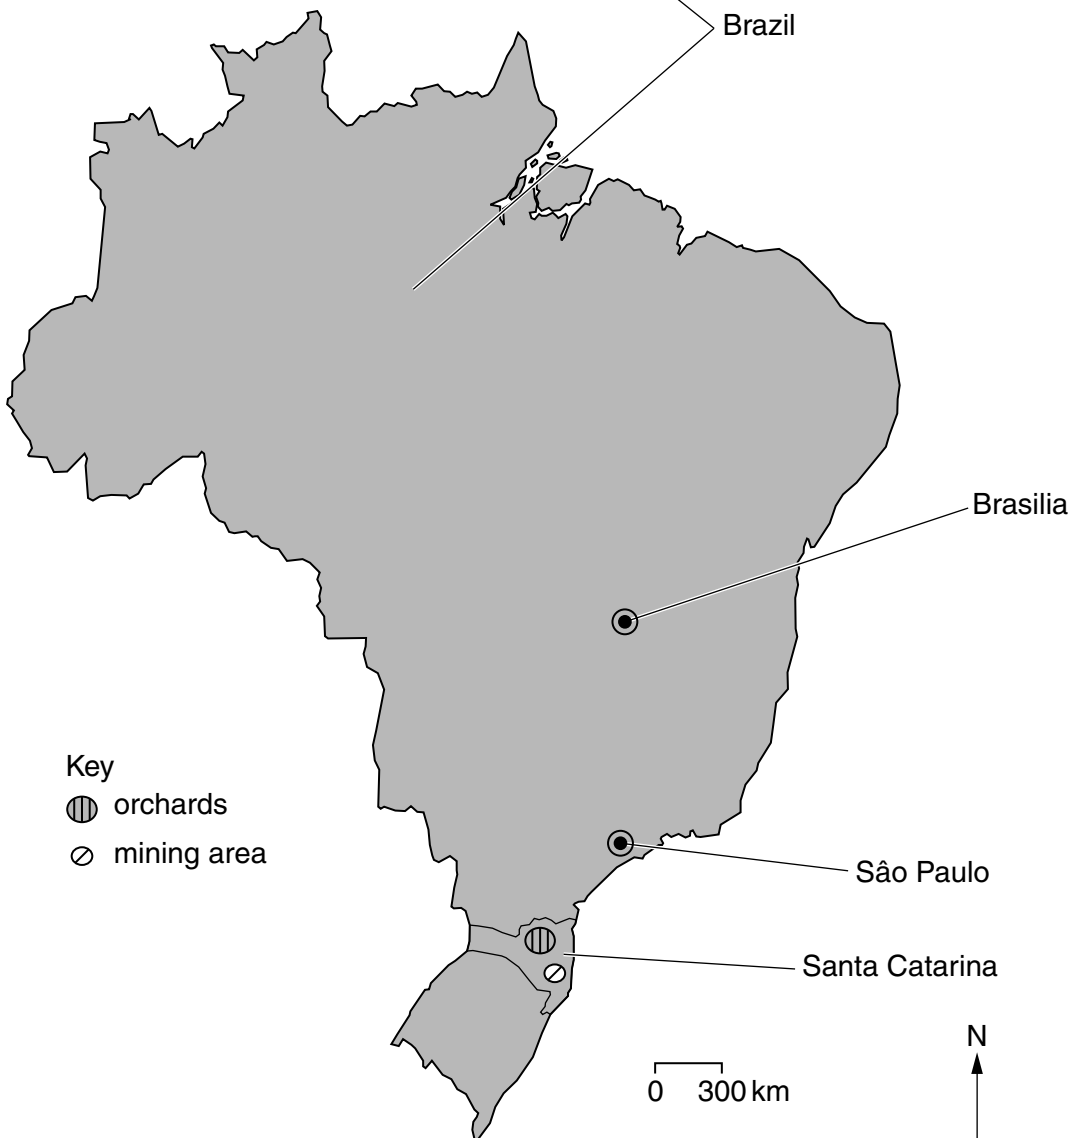 Brazil
Brasilia
Key
orchards
mining area
Sâo Paulo
Santa Catarina
N
0 300 km